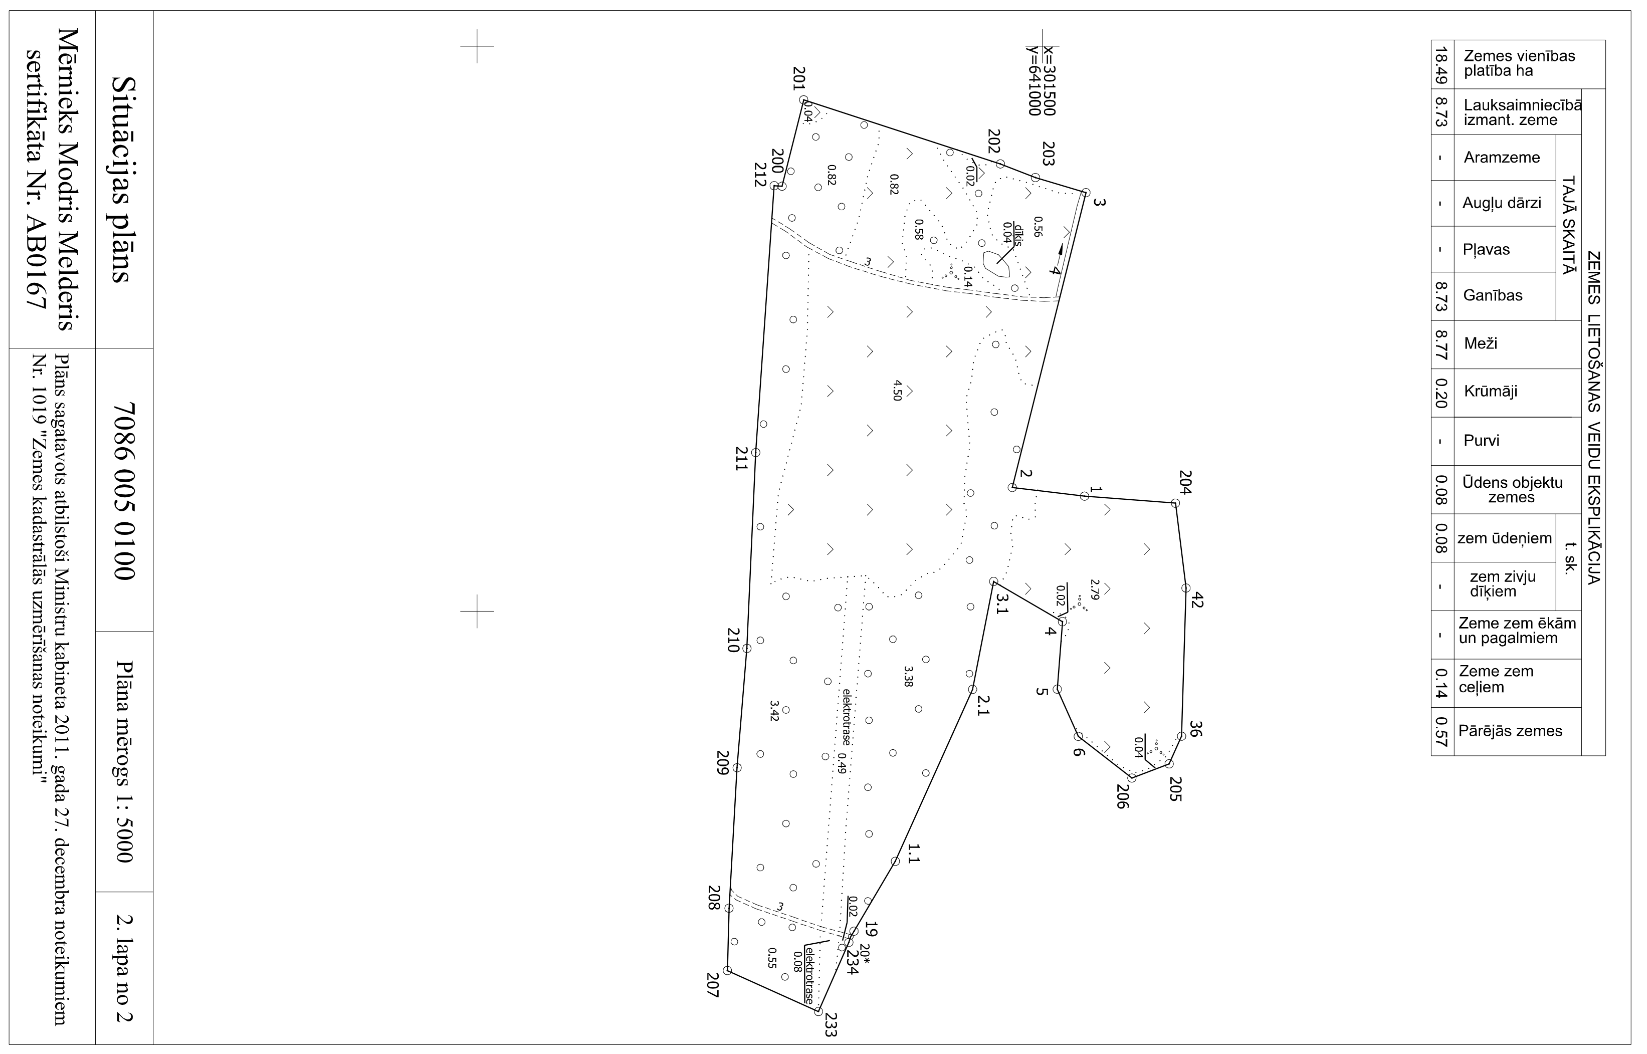 ZEMES LIETOŠANAS VEIDU EKSPLIKĀCIJA
TAJĀ SKAITĀ
t. sk.
Zemes vienības
platība ha
18.49
Lauksaimniecībā
izmant. zeme
8.73
Aramzeme
-
Augļu dārzi
-
Pļavas
-
Ganības
8.73
Meži
8.77
Krūmāji
0.20
Purvi
-
Ūdens objektu
zemes
0.08
zem ūdeņiem
0.08
zem zivju
dīķiem
-
Zeme zem ēkām
un pagalmiem
-
Zeme zem
ceļiem
0.14
Pārējās zemes
0.57
x=301500
y=641000
201
0.04
200
212
202
203
3
0.82
0.82
0.02
0.58
0.56
dīķis
0.04
0.14
4
3
4.50
211
2
1
204
42
2.79
0.02
3.1
4
5
6
36
0.04
205
206
210
2.1
3.38
elektrotrase 0.49
3.42
209
1.1
208
3
0.02
19
20*
234
0.55
elektrotrase
0.08
207
233
Situācijas plāns
7086 005 0100
Plāna mērogs 1: 5000
2. lapa no 2
Mērnieks Modris Melderis
sertifikāta Nr. AB0167
Plāns sagatavots atbilstoši Ministru kabineta 2011. gada 27. decembra noteikumiem
Nr. 1019 "Zemes kadastrālās uzmērīšanas noteikumi"